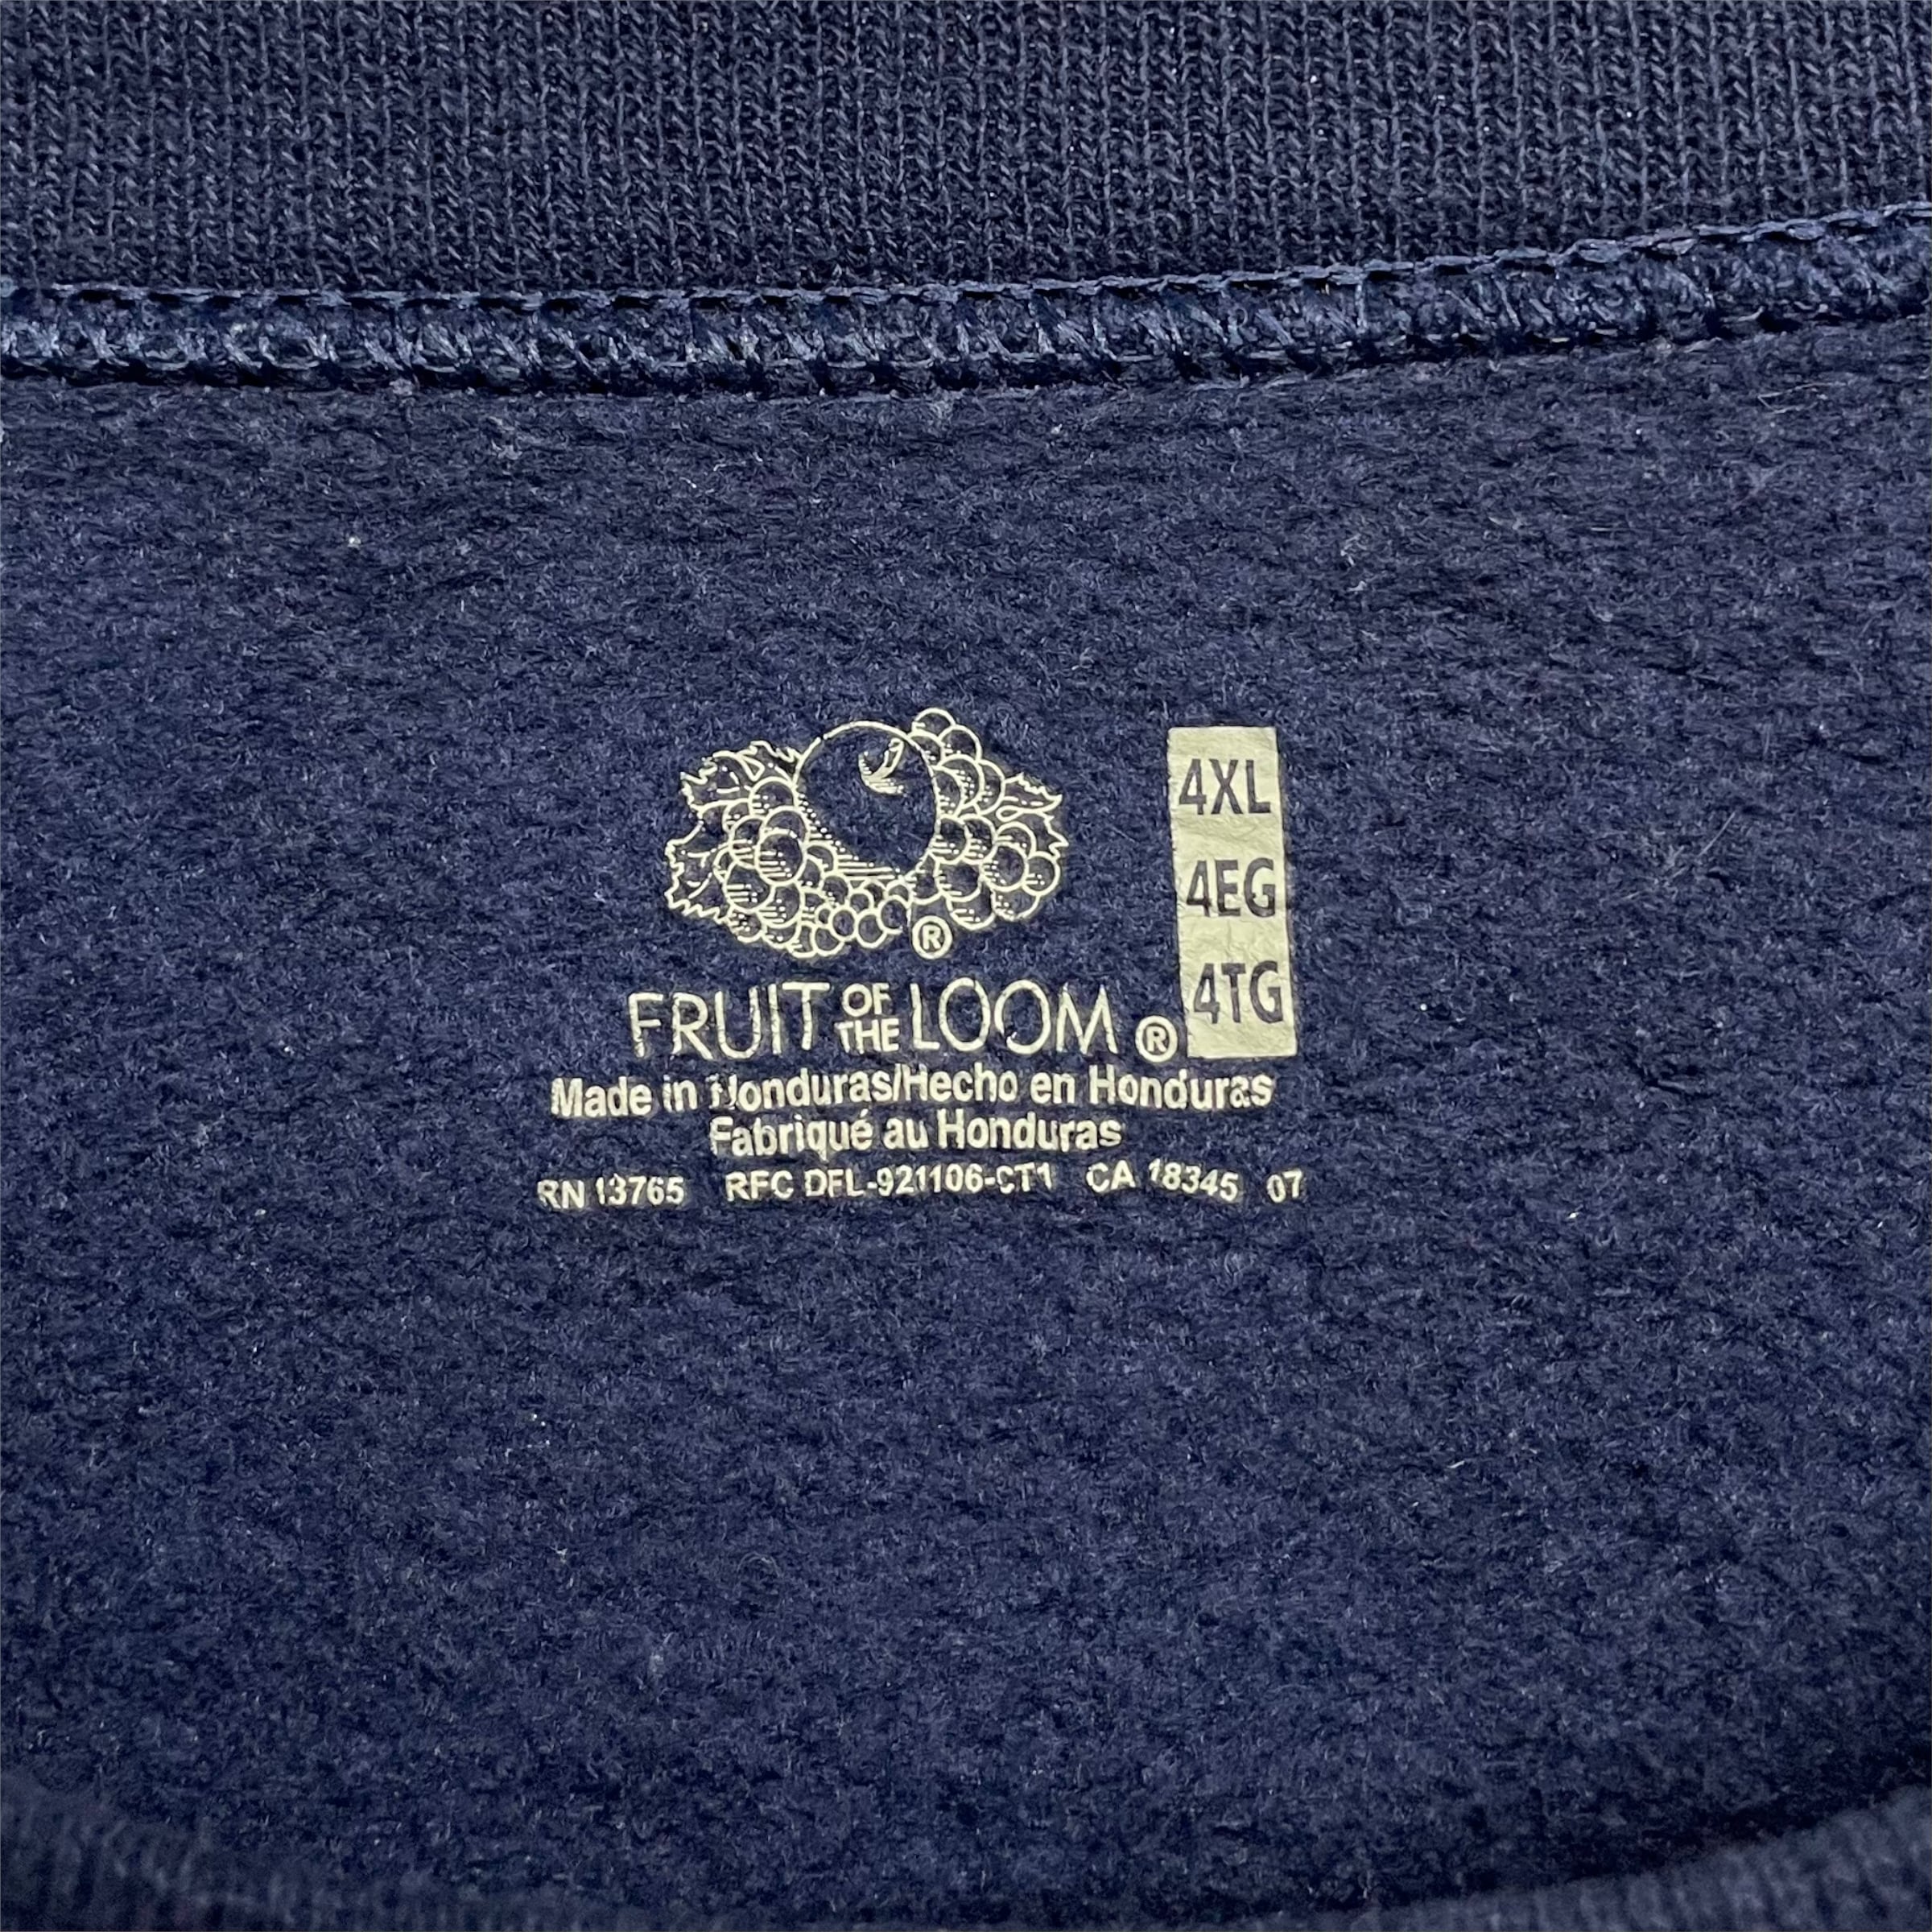 ®
FRUIT OF THE LOOM ®
4XL
4EG
4TG
Made in Honduras/Hecho en Honduras
Fabriqué au Honduras
RN 13765 RFC DFL-921106-CT1 CA 18345 07